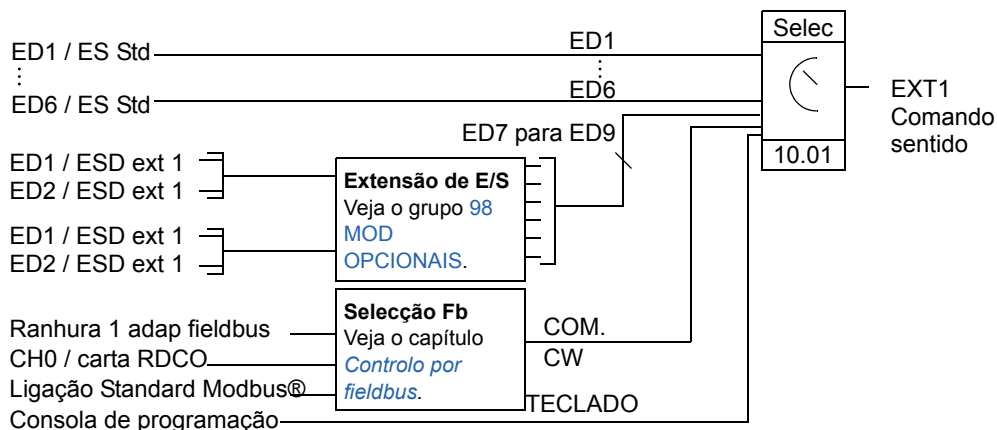 ED1 / ES Std
ED6 / ES Std
ED1
ED6
ED7 para ED9
ED1 / ESD ext 1
ED2 / ESD ext 1
ED1 / ESD ext 1
ED2 / ESD ext 1
Extensão de E/S
Veja o grupo 98
MOD
OPCIONAIS.
Ranhura 1 adap fieldbus
CH0 / carta RDCO
Ligação Standard Modbus®
Consola de programação
Selecção Fb
Veja o capítulo
Controlo por
fieldbus.
COM.
CW
TECLADO
Selec
10.01
EXT1
Comando
sentido